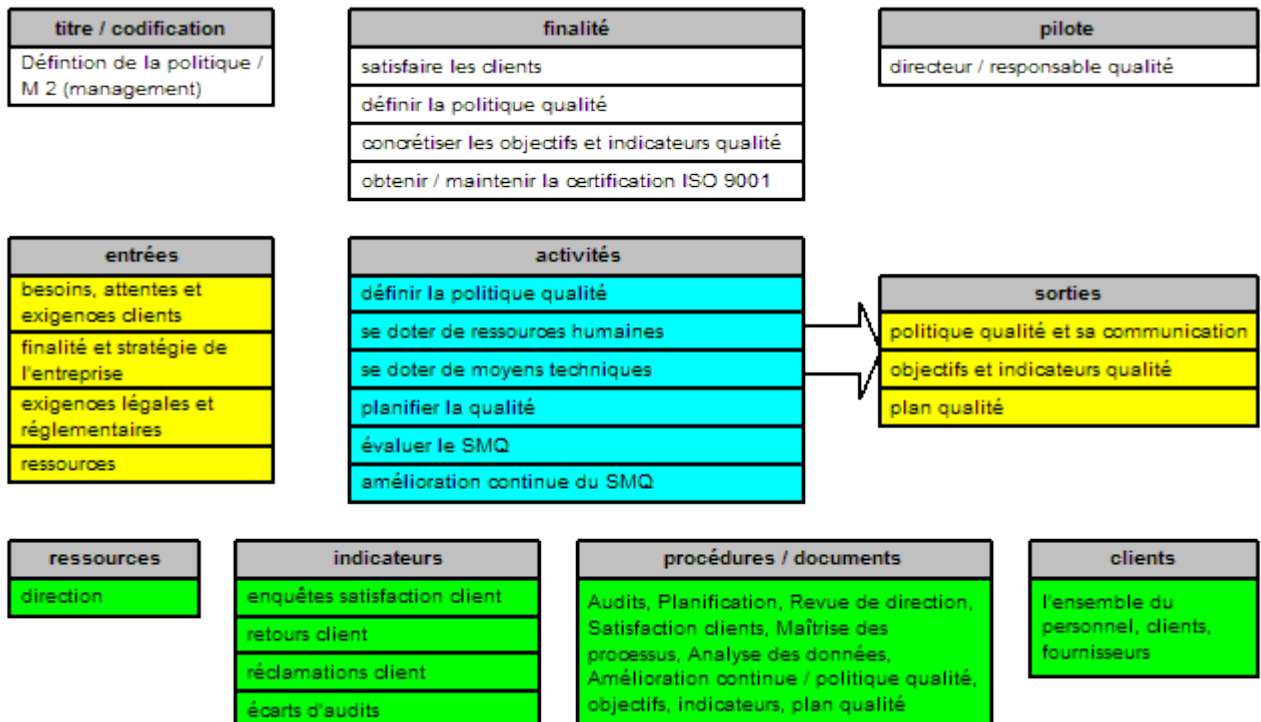 titre / codification
Défintion de la politique /
M 2 (management)
finalité
satisfaire les clients
définir la politique qualité
concrétiser les objectifs et indicateurs qualité
obtenir / maintenir la certification ISO 9001
pilote
directeur / responsable qualité
entrées
besoins, attentes et
exigences clients
finalité et stratégie de
l'entreprise
exigences légales et
réglementaires
ressources
activités
définir la politique qualité
se doter de ressources humaines
se doter de moyens techniques
planifier la qualité
évaluer le SMQ
amélioration continue du SMQ
sorties
politique qualité et sa communication
objectifs et indicateurs qualité
plan qualité
ressources
direction
indicateurs
enquêtes satisfaction client
retours client
réclamations client
écarts d'audits
procédures / documents
Audits, Planification, Revue de direction,
Satisfaction clients, Maîtrise des
processus, Analyse des données,
Amélioration continue / politique qualité,
objectifs, indicateurs, plan qualité
clients
l'ensemble du
personnel, clients,
fournisseurs